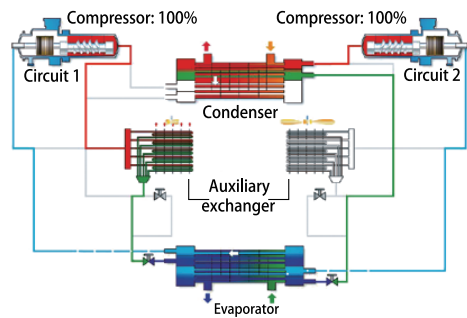 Compressor: 100%
Compressor: 100%
Circuit 1
Circuit 2
Condenser
Auxiliary
exchanger
Evaporator